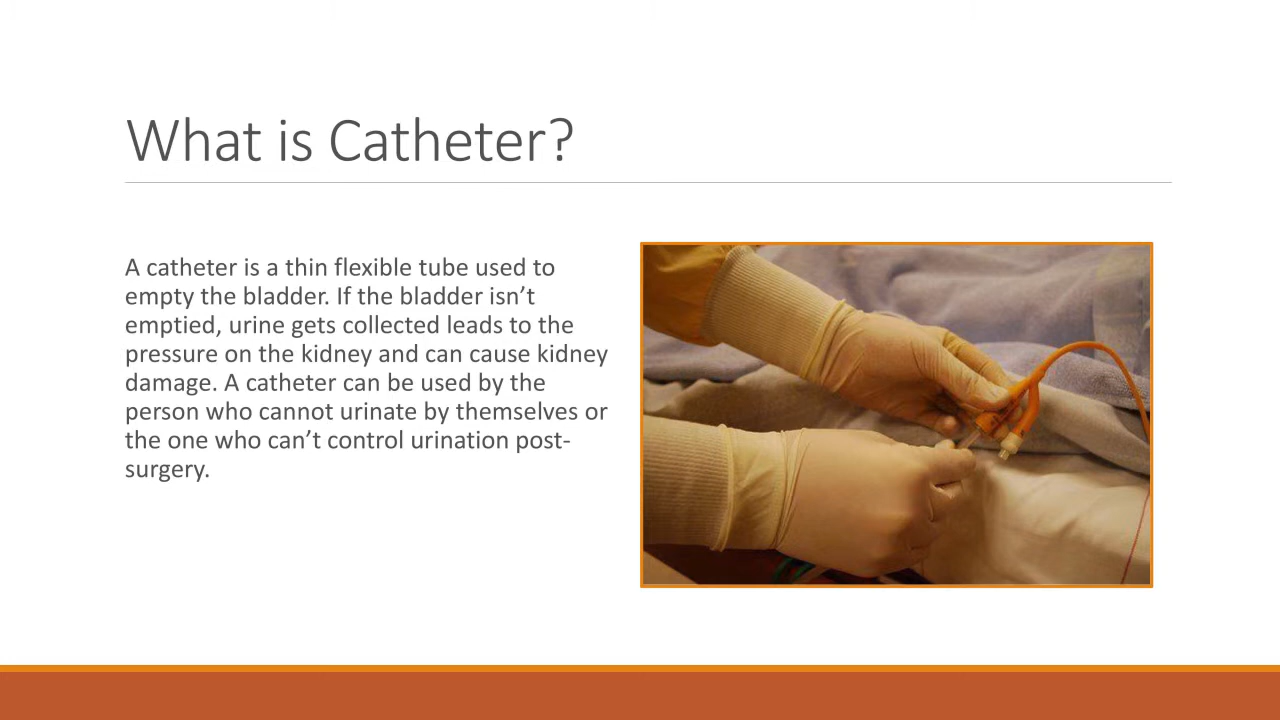 What is Catheter?
A catheter is a thin flexible tube used to
empty the bladder. If the bladder isn’t
emptied, urine gets collected leads to the
pressure on the kidney and can cause kidney
damage. A catheter can be used by the
person who cannot urinate by themselves or
the one who can’t control urination post-
surgery.